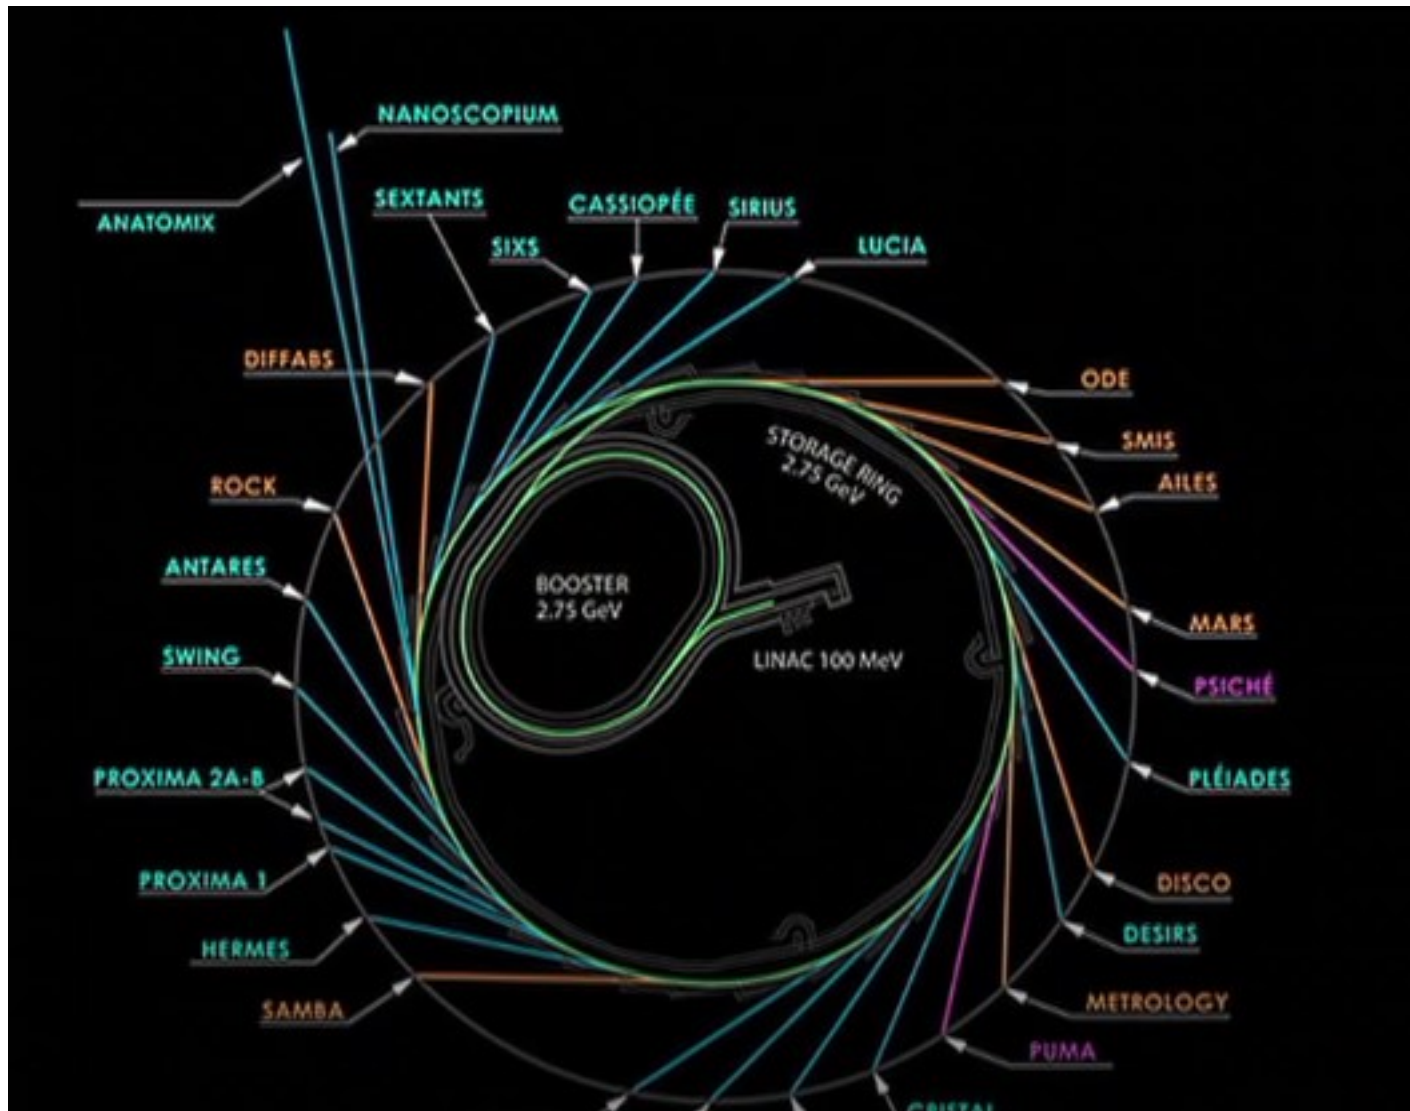 NANOSCOPIUM
ANATOMIX
SEXTANTS
CASSIOPÉE
SIRIUS
SIXS
LUCIA
DIFFABS
ODE
SMIS
AILES
ROCK
STORAGE RING
2.75 GeV
ANTARES
BOOSTER
2.75 GeV
MARS
SWING
LINAC 100 MeV
PSICHÉ
PROXIMA 2A-B
PLÉIADES
PROXIMA 1
DISCO
HERMES
DESIRS
SAMBA
METROLOGY
PUMA
CRISTAL